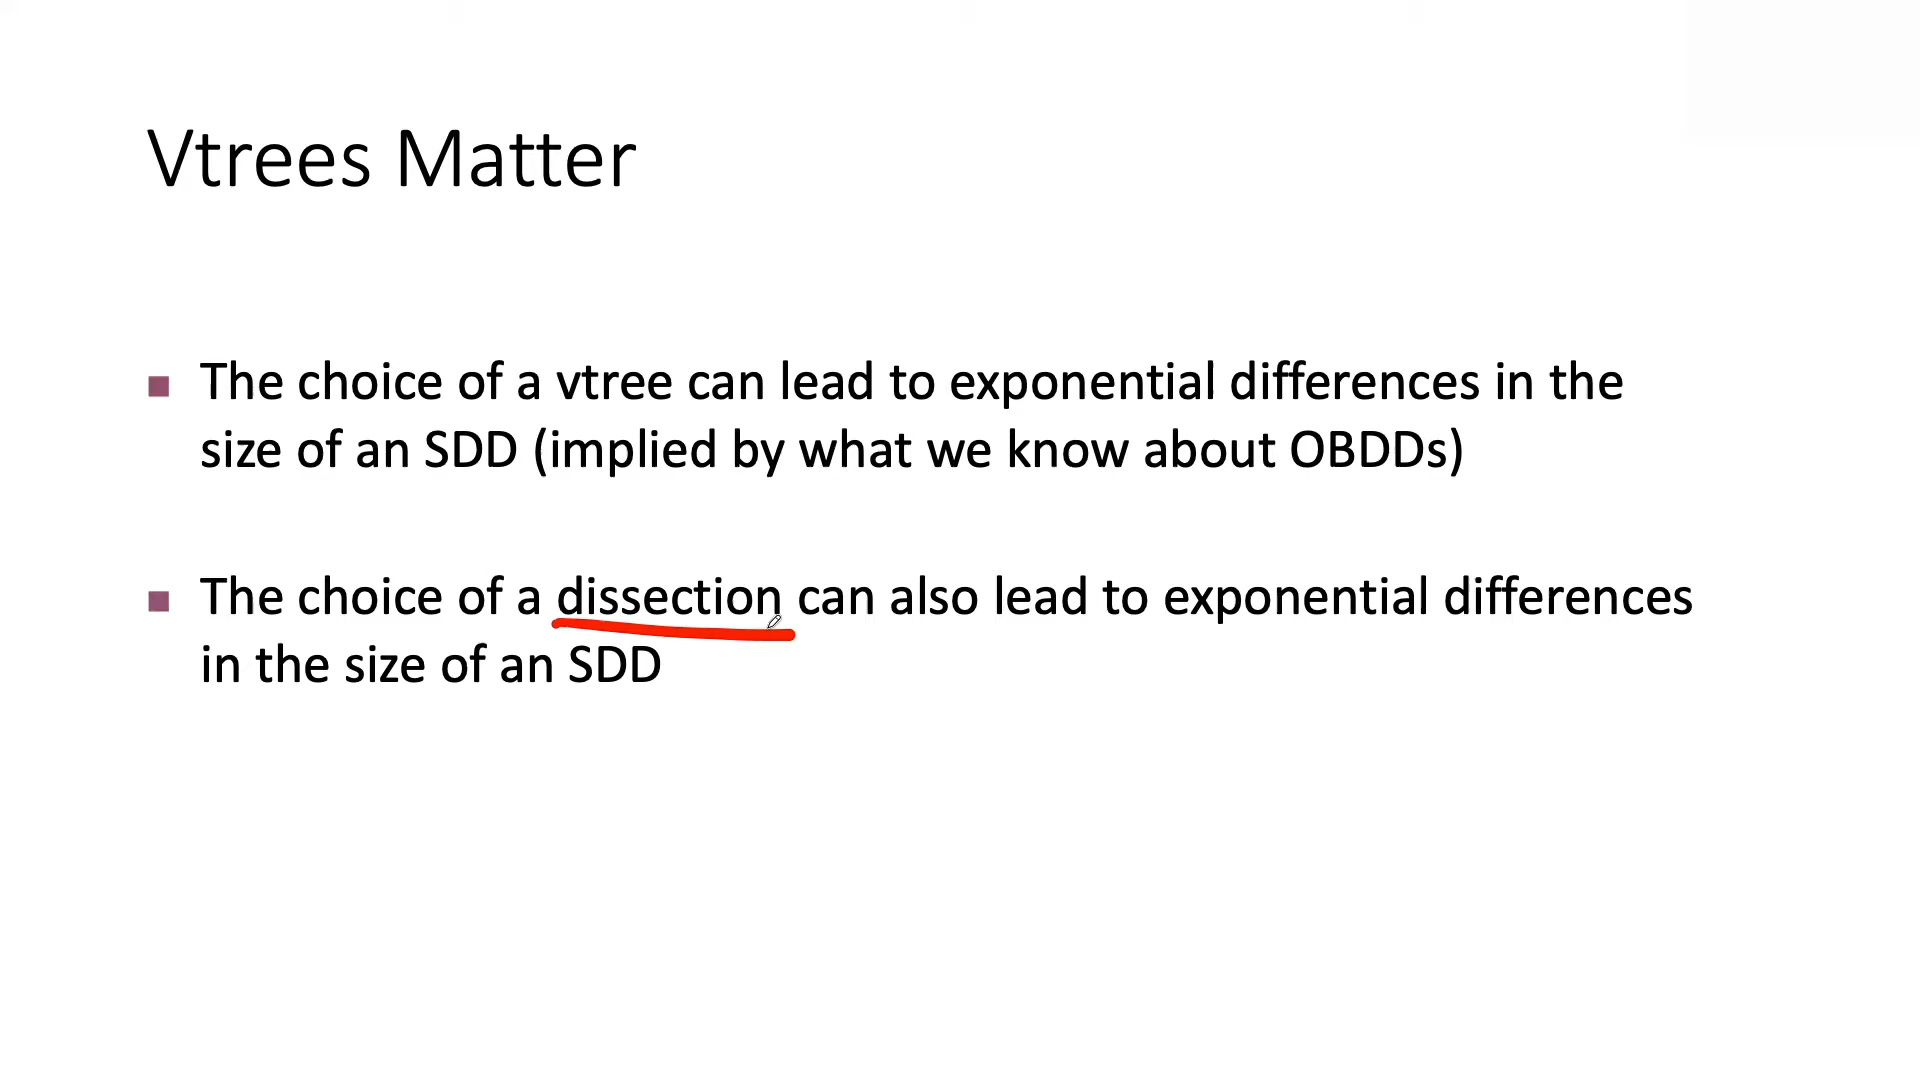 Vtrees Matter
The choice of a vtree can lead to exponential differences in the
size of an SDD (implied by what we know about OBDDs)
The choice of a dissection can also lead to exponential differences
in the size of an SDD